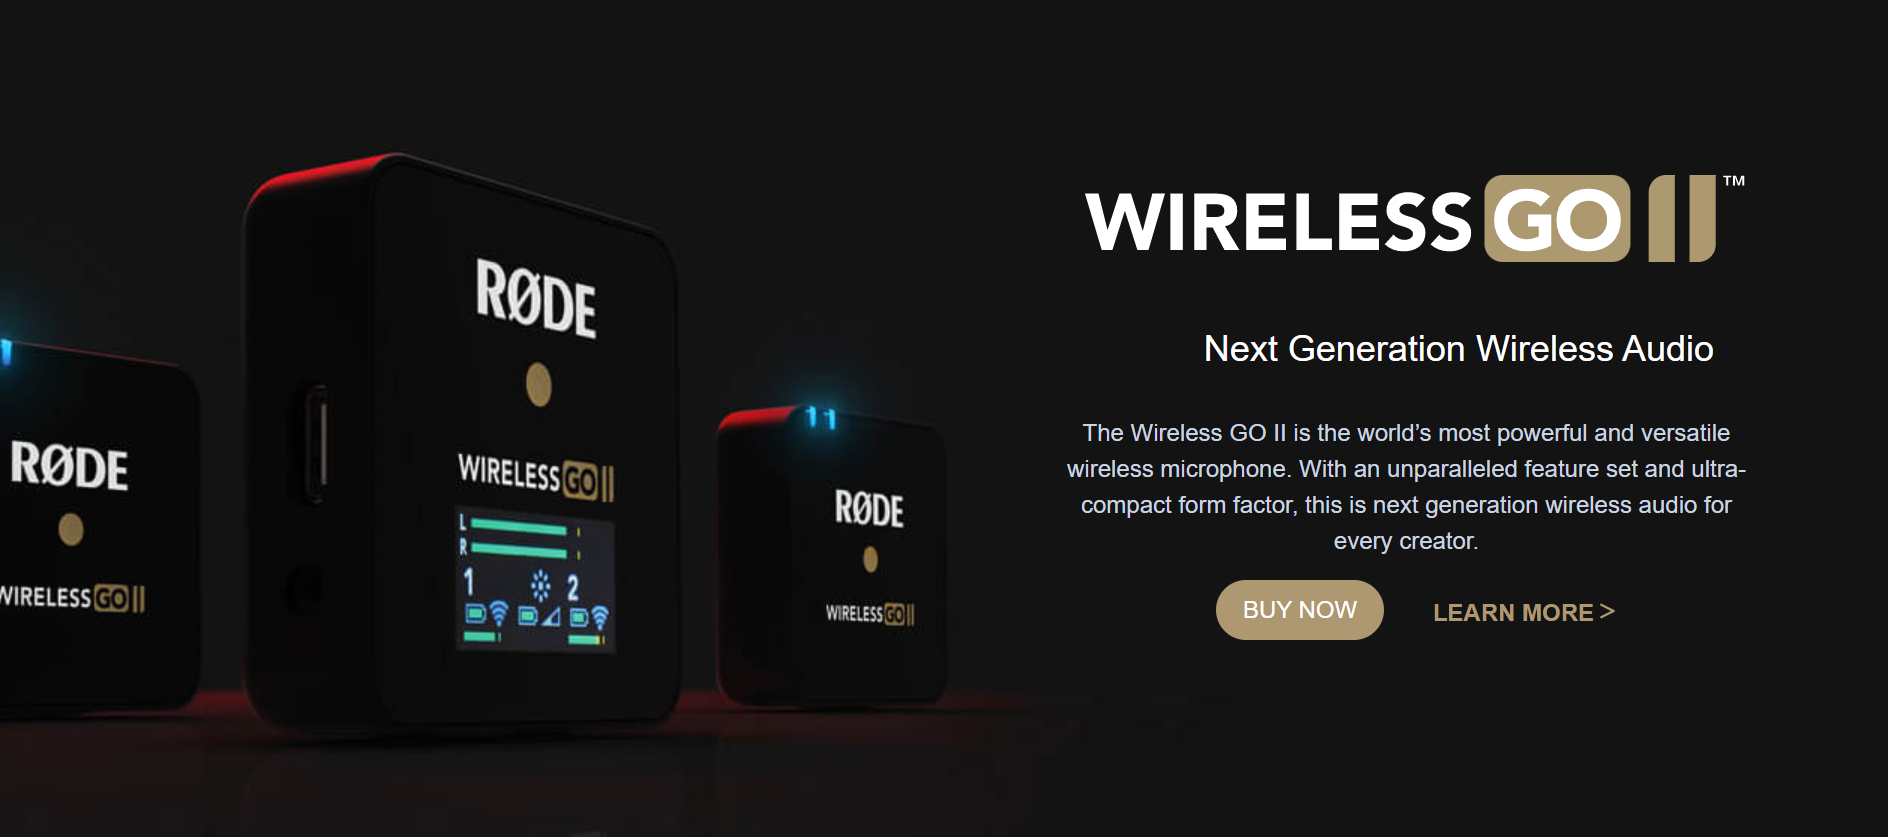 WIRELESS GO II™
Next Generation Wireless Audio
The Wireless GO II is the world’s most powerful and versatile
wireless microphone. With an unparalleled feature set and ultra-
compact form factor, this is next generation wireless audio for
every creator.
BUY NOW
LEARN MORE >
RØDE
WIRELESS GO II
RØDE
WIRELESS GO II
L
R
1 2
RØDE
WIRELESS GO II